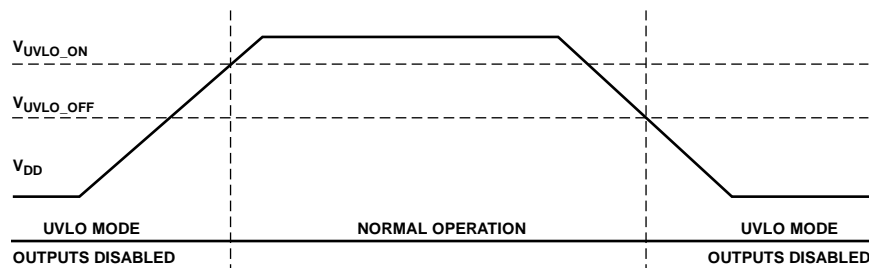 VUVLO_ON
VUVLO_OFF
VDD
UVLO MODE NORMAL OPERATION UVLO MODE
OUTPUTS DISABLED OUTPUTS DISABLED